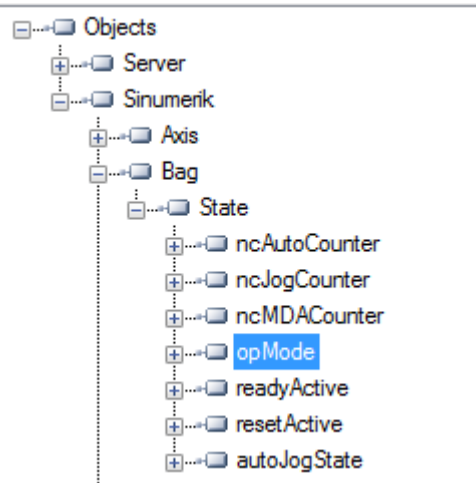 Objects
Server
Sinumerik
Axis
Bag
State
ncAutoCounter
ncJogCounter
ncMDACounter
opMode
readyActive
resetActive
autoJogState